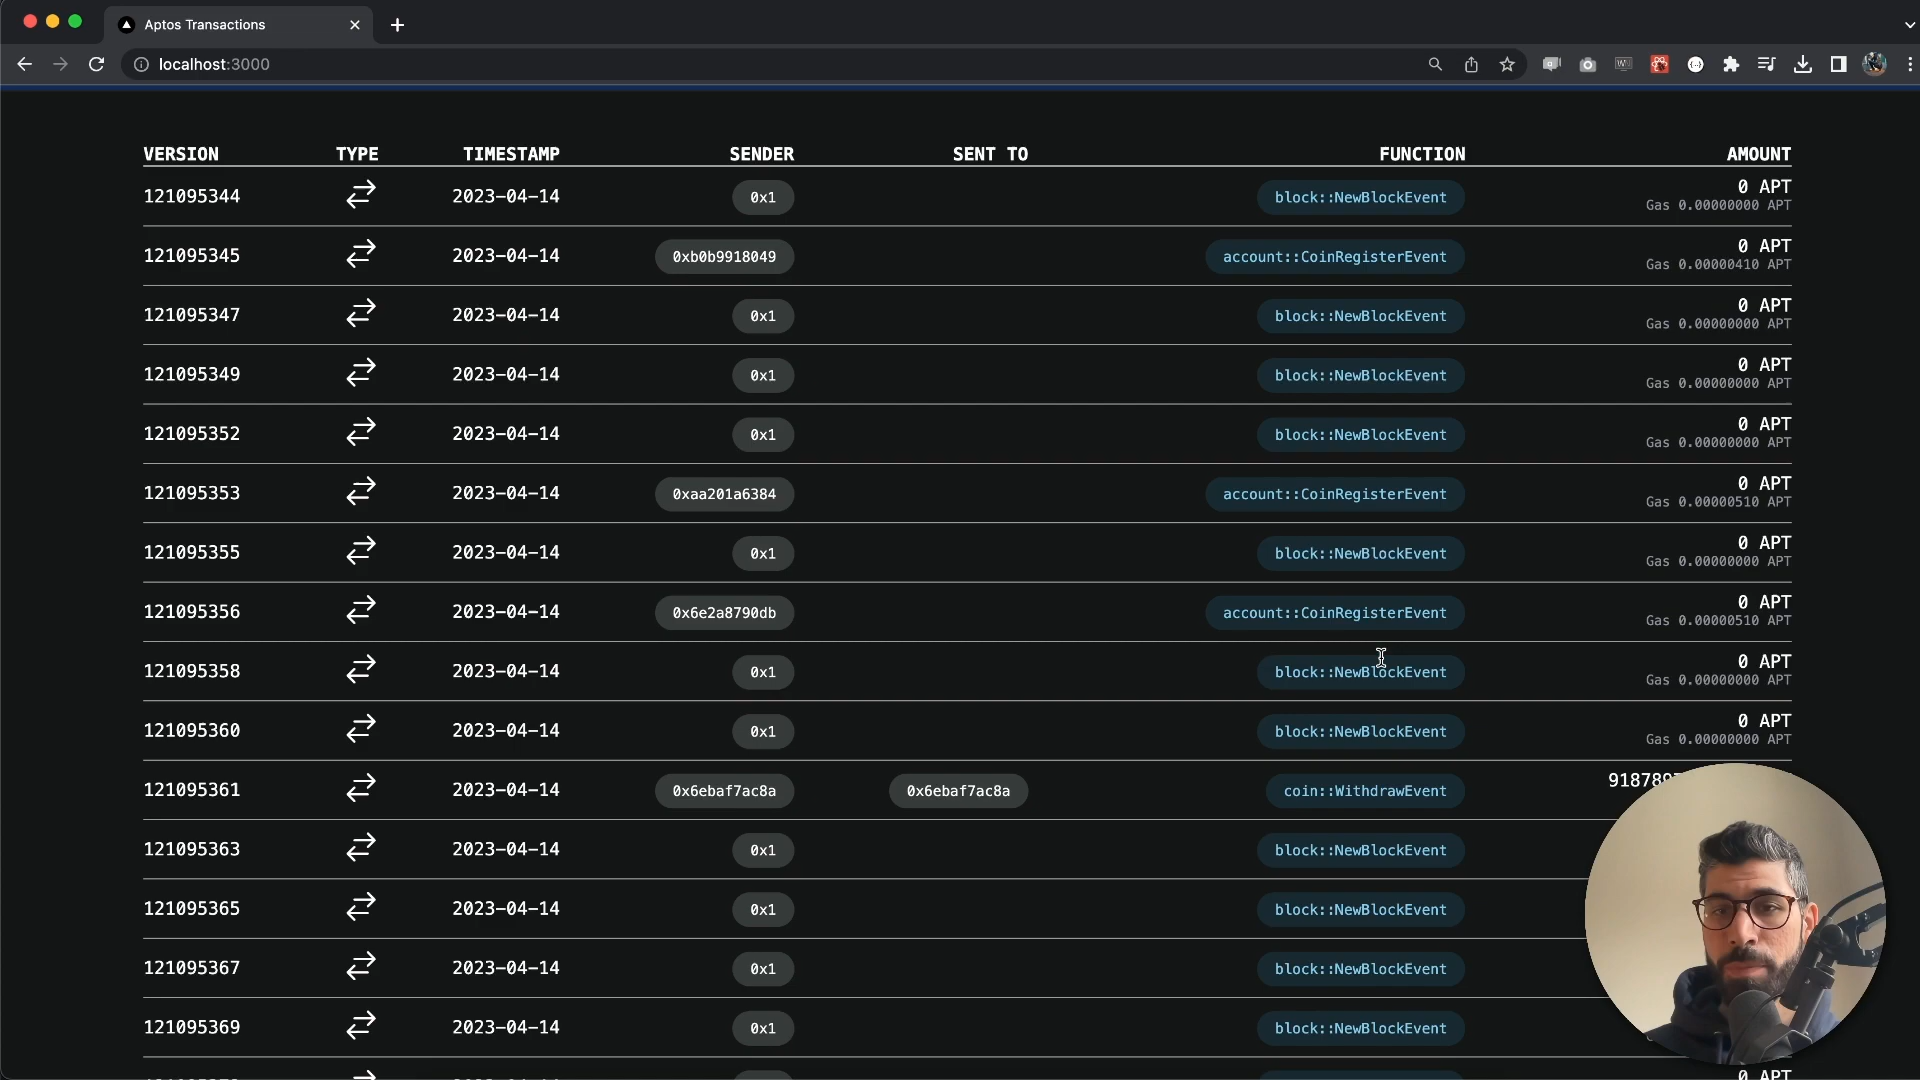 Aptos Transactions
localhost:3000
VERSION TYPE TIMESTAMP SENDER SENT TO FUNCTION AMOUNT
121095344 2023-04-14 0x1 block::NewBlockEvent 0 APT
Gas 0.00000000 APT
121095345 2023-04-14 0xb0b9918049 account::CoinRegisterEvent 0 APT
Gas 0.00000410 APT
121095347 2023-04-14 0x1 block::NewBlockEvent 0 APT
Gas 0.00000000 APT
121095349 2023-04-14 0x1 block::NewBlockEvent 0 APT
Gas 0.00000000 APT
121095352 2023-04-14 0x1 block::NewBlockEvent 0 APT
Gas 0.00000000 APT
121095353 2023-04-14 0xaa201a6384 account::CoinRegisterEvent 0 APT
Gas 0.00000510 APT
121095355 2023-04-14 0x1 block::NewBlockEvent 0 APT
Gas 0.00000000 APT
121095356 2023-04-14 0x6e2a8790db account::CoinRegisterEvent 0 APT
Gas 0.00000510 APT
121095358 2023-04-14 0x1 block::NewBlockEvent 0 APT
Gas 0.00000000 APT
121095360 2023-04-14 0x1 block::NewBlockEvent 0 APT
Gas 0.00000000 APT
121095361 2023-04-14 0x6ebaf7ac8a 0x6ebaf7ac8a coin::WithdrawEvent
121095363 2023-04-14 0x1 block::NewBlockEvent
121095365 2023-04-14 0x1 block::NewBlockEvent
121095367 2023-04-14 0x1 block::NewBlockEvent
121095369 2023-04-14 0x1 block::NewBlockEvent
0 APT